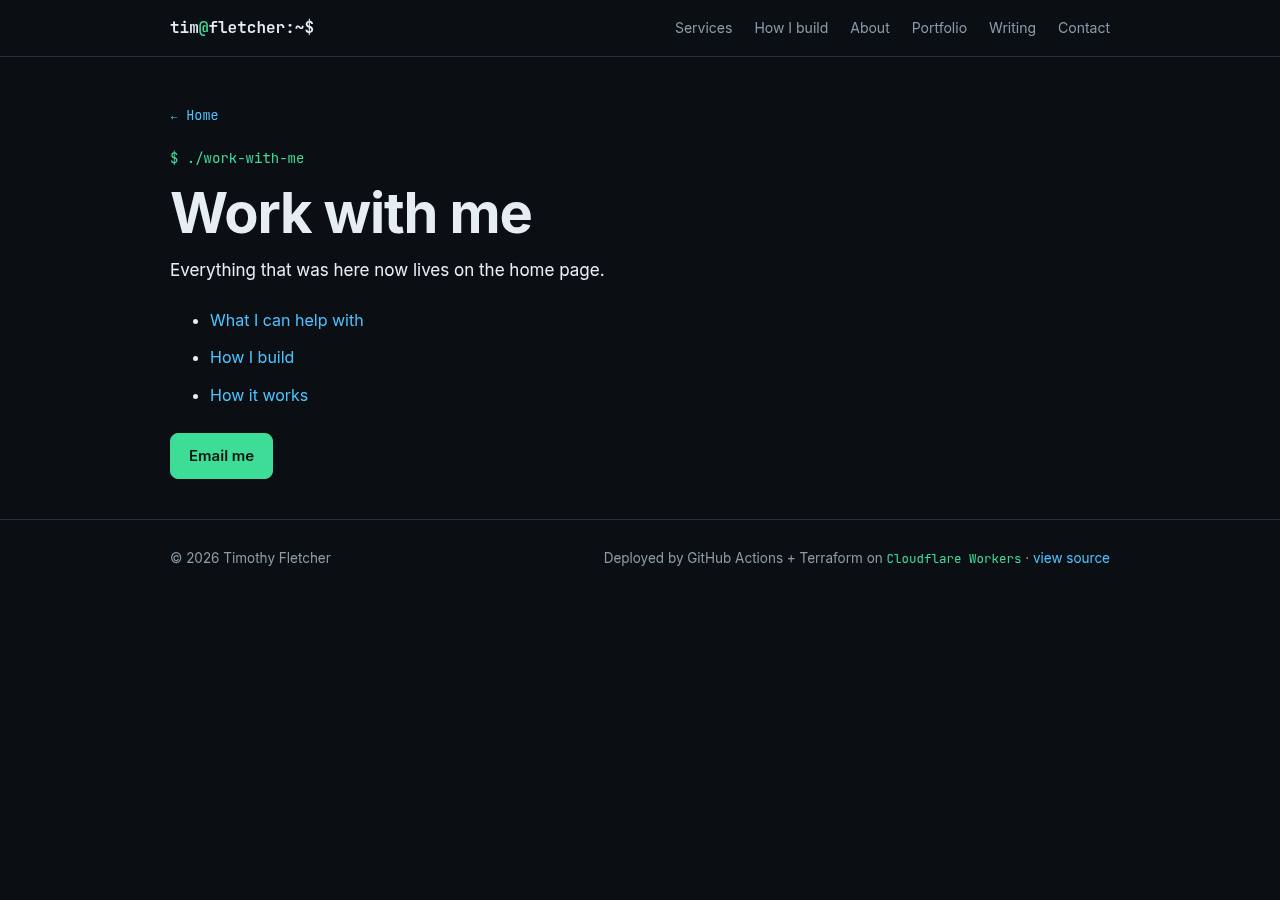 tim@fletcher:~$
Services How I build About Portfolio Writing Contact
← Home
$ ./work-with-me
Work with me
Everything that was here now lives on the home page.
• What I can help with
• How I build
• How it works
Email me
© 2026 Timothy Fletcher
Deployed by GitHub Actions + Terraform on Cloudflare Workers · view source